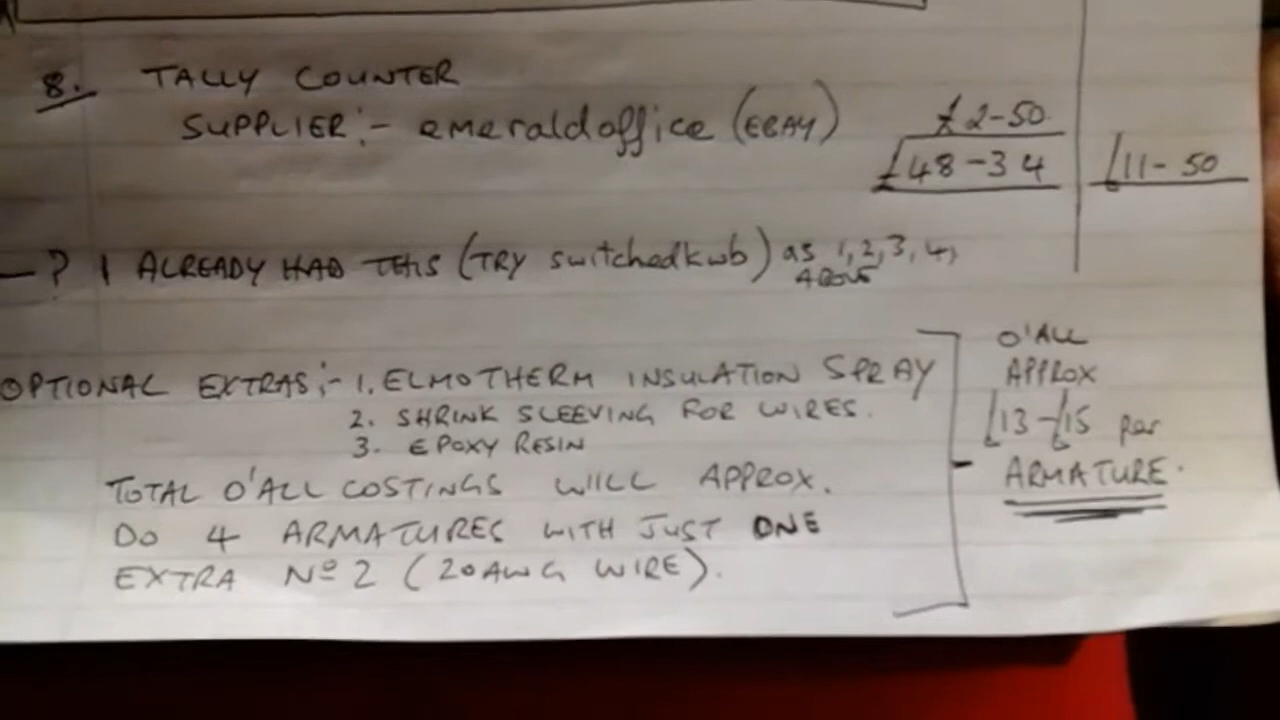 8. TALLY COUNTER
SUPPLIER:- emeraldoffice (EBAY) £2-50
£48-34 £11-50
— ? I ALREADY HAD THIS (TRY switchedkwb) as 1,2,3,4,
ABOVE
OPTIONAL EXTRAS:- 1. ELMOTHERM INSULATION SPRAY
2. SHRINK SLEEVING FOR WIRES.
3. EPOXY RESIN
TOTAL O'ALL COSTINGS WILL APPROX.
DO 4 ARMATURES WITH JUST ONE
EXTRA Nº 2 (20AWG WIRE).
O'ALL
APPROX
£13-£15 per
ARMATURE.